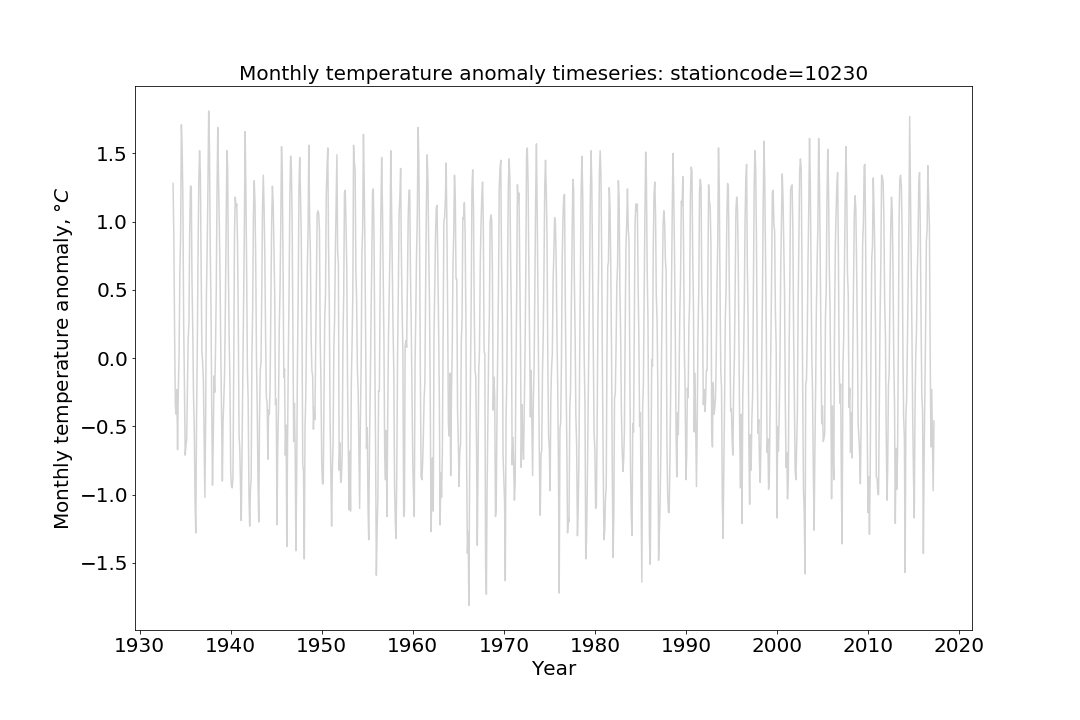 Monthly temperature anomaly timeseries: stationcode=10230
Monthly temperature anomaly, °C
1.5
1.0
0.5
0.0
−0.5
−1.0
−1.5
1930 1940 1950 1960 1970 1980 1990 2000 2010 2020
Year